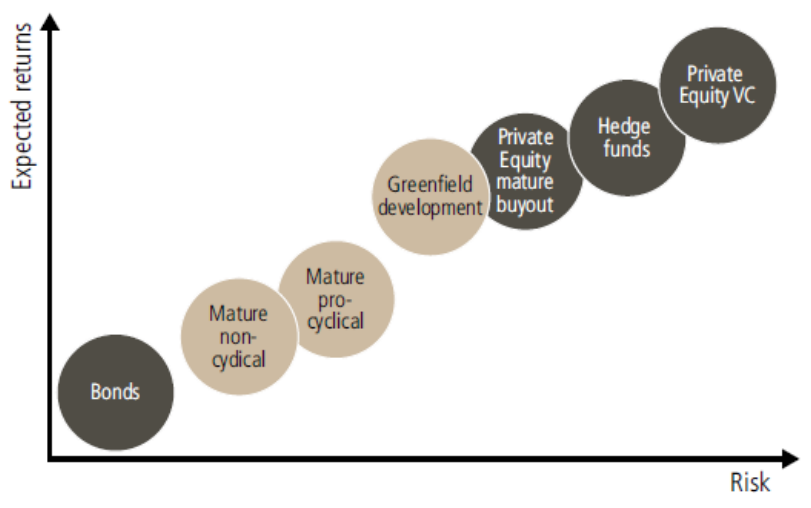 Expected returns
Private
Equity VC
Hedge
funds
Private
Equity
mature
buyout
Greenfield
development
Mature
pro-
cyclical
Mature
non-
cydical
Bonds
Risk